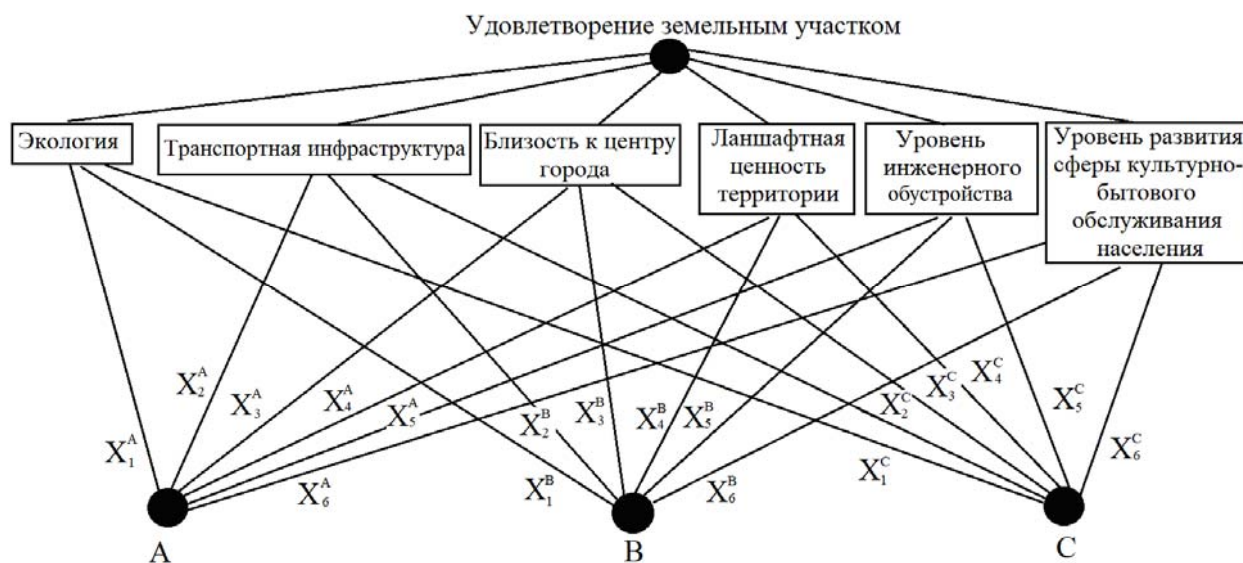 Удовлетворение земельным участком
Экология
Транспортная инфраструктура
Близость к центру
города
Ланшафтная
ценность
территории
Уровень
инженерного
обустройства
Уровень развития
сферы культурно-
бытового
обслуживания
населения
X₂ᴬ
X₃ᴬ
X₄ᴬ
X₅ᴬ
X₂ᴮ
X₃ᴮ
X₄ᴮ
X₅ᴮ
X₂ᶜ
X₃ᶜ
X₄ᶜ
X₅ᶜ
X₁ᴬ
X₆ᴬ
X₁ᴮ
X₆ᴮ
X₁ᶜ
X₆ᶜ
A
B
C